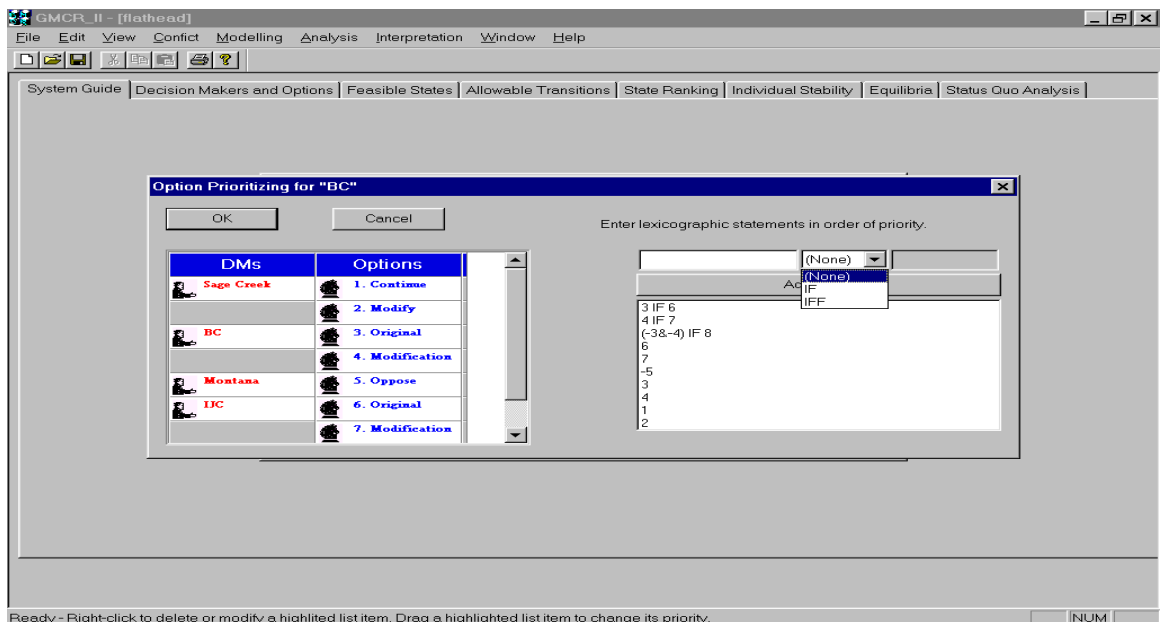 GMCR_II - [flathead]
File Edit View Confict Modelling Analysis Interpretation Window Help
System Guide Decision Makers and Options Feasible States Allowable Transitions State Ranking Individual Stability Equilibria Status Quo Analysis
Option Prioritizing for "BC"
OK Cancel
Enter lexicographic statements in order of priority.
(None)
DMs Options
(None)
IF
IFF
Sage Creek 1. Continue
2. Modify
BC 3. Original
4. Modification
Montana 5. Oppose
IJC 6. Original
7. Modification
3 IF 6
4 IF 7
(-3&-4) IF 8
6
7
-5
3
4
1
2
Ready - Right-click to delete or modify a highlited list item. Drag a highlighted list item to change its priority. NUM